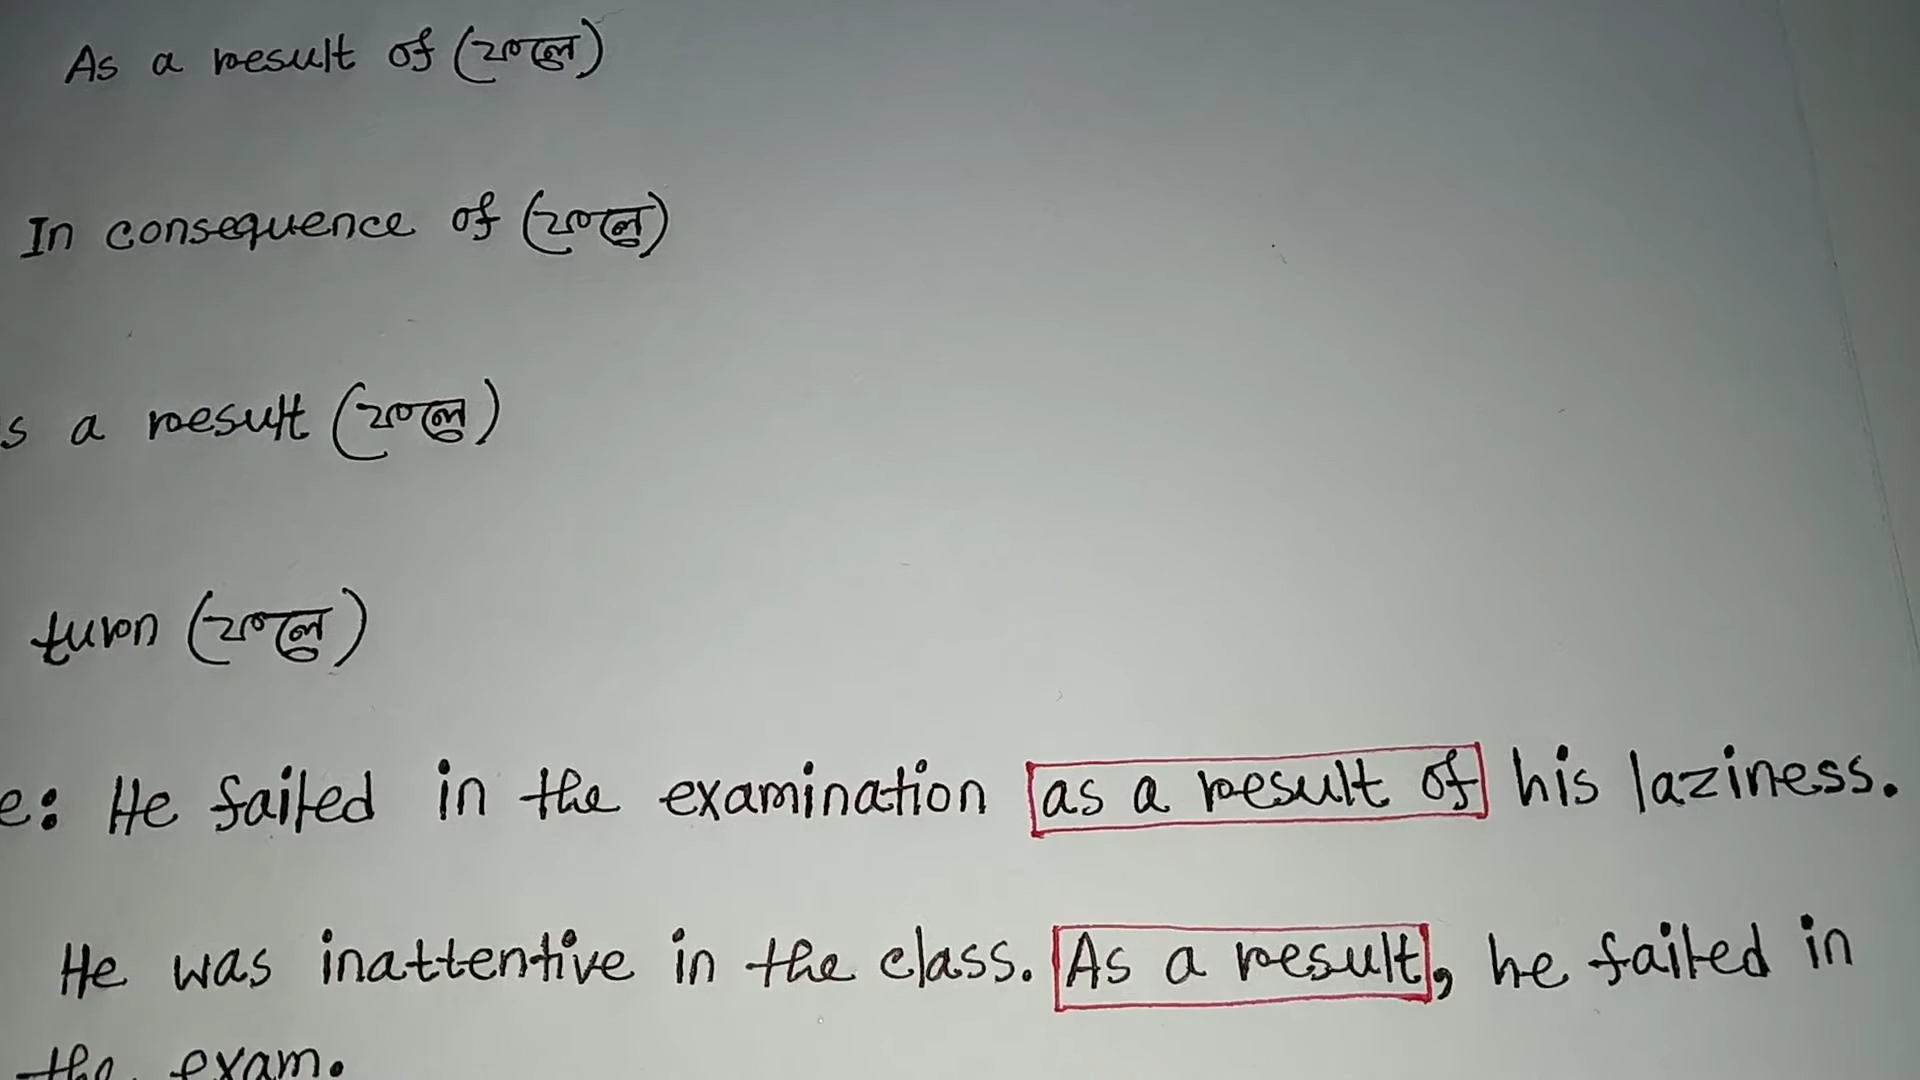 As a result of (ফলে)
In consequence of (ফলে)
s a result (ফলে)
turn (ফলে)
e: He failed in the examination as a result of his laziness.
He was inattentive in the class. As a result, he failed in
the exam.